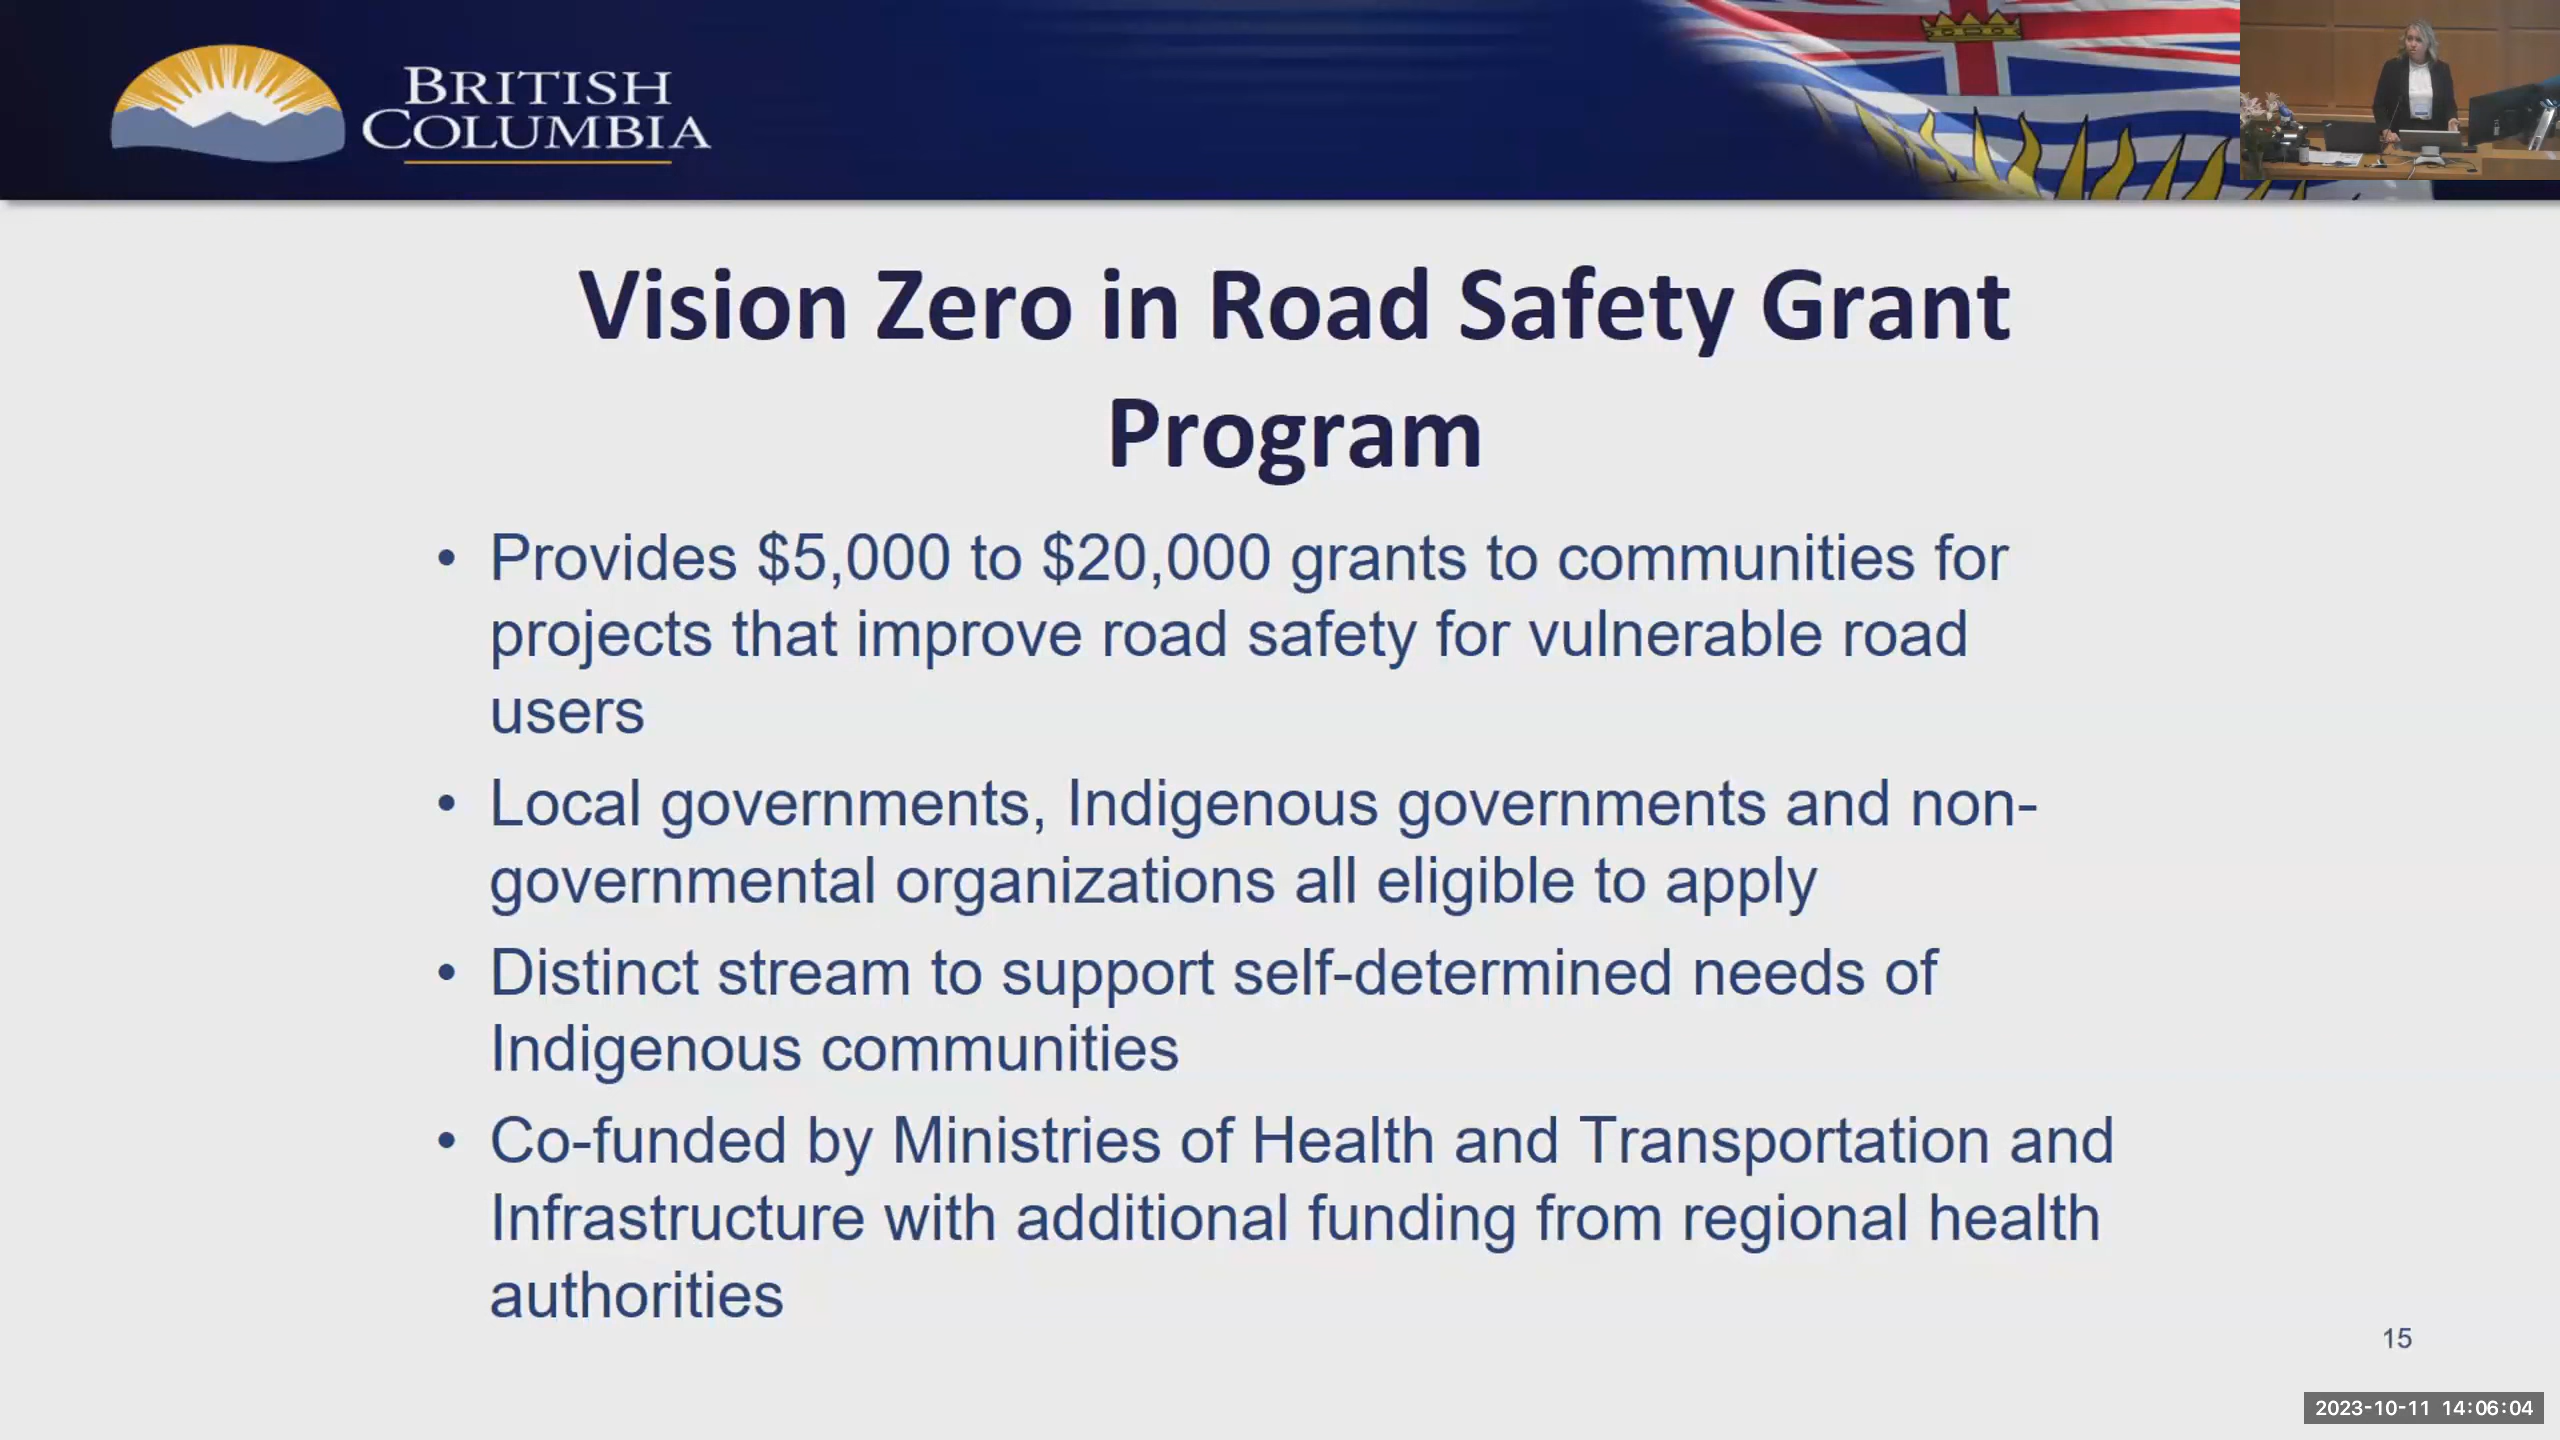 BRITISH
COLUMBIA
Vision Zero in Road Safety Grant
Program
• Provides $5,000 to $20,000 grants to communities for
projects that improve road safety for vulnerable road
users
• Local governments, Indigenous governments and non-
governmental organizations all eligible to apply
• Distinct stream to support self-determined needs of
Indigenous communities
• Co-funded by Ministries of Health and Transportation and
Infrastructure with additional funding from regional health
authorities
15
2023-10-11 14:06:04